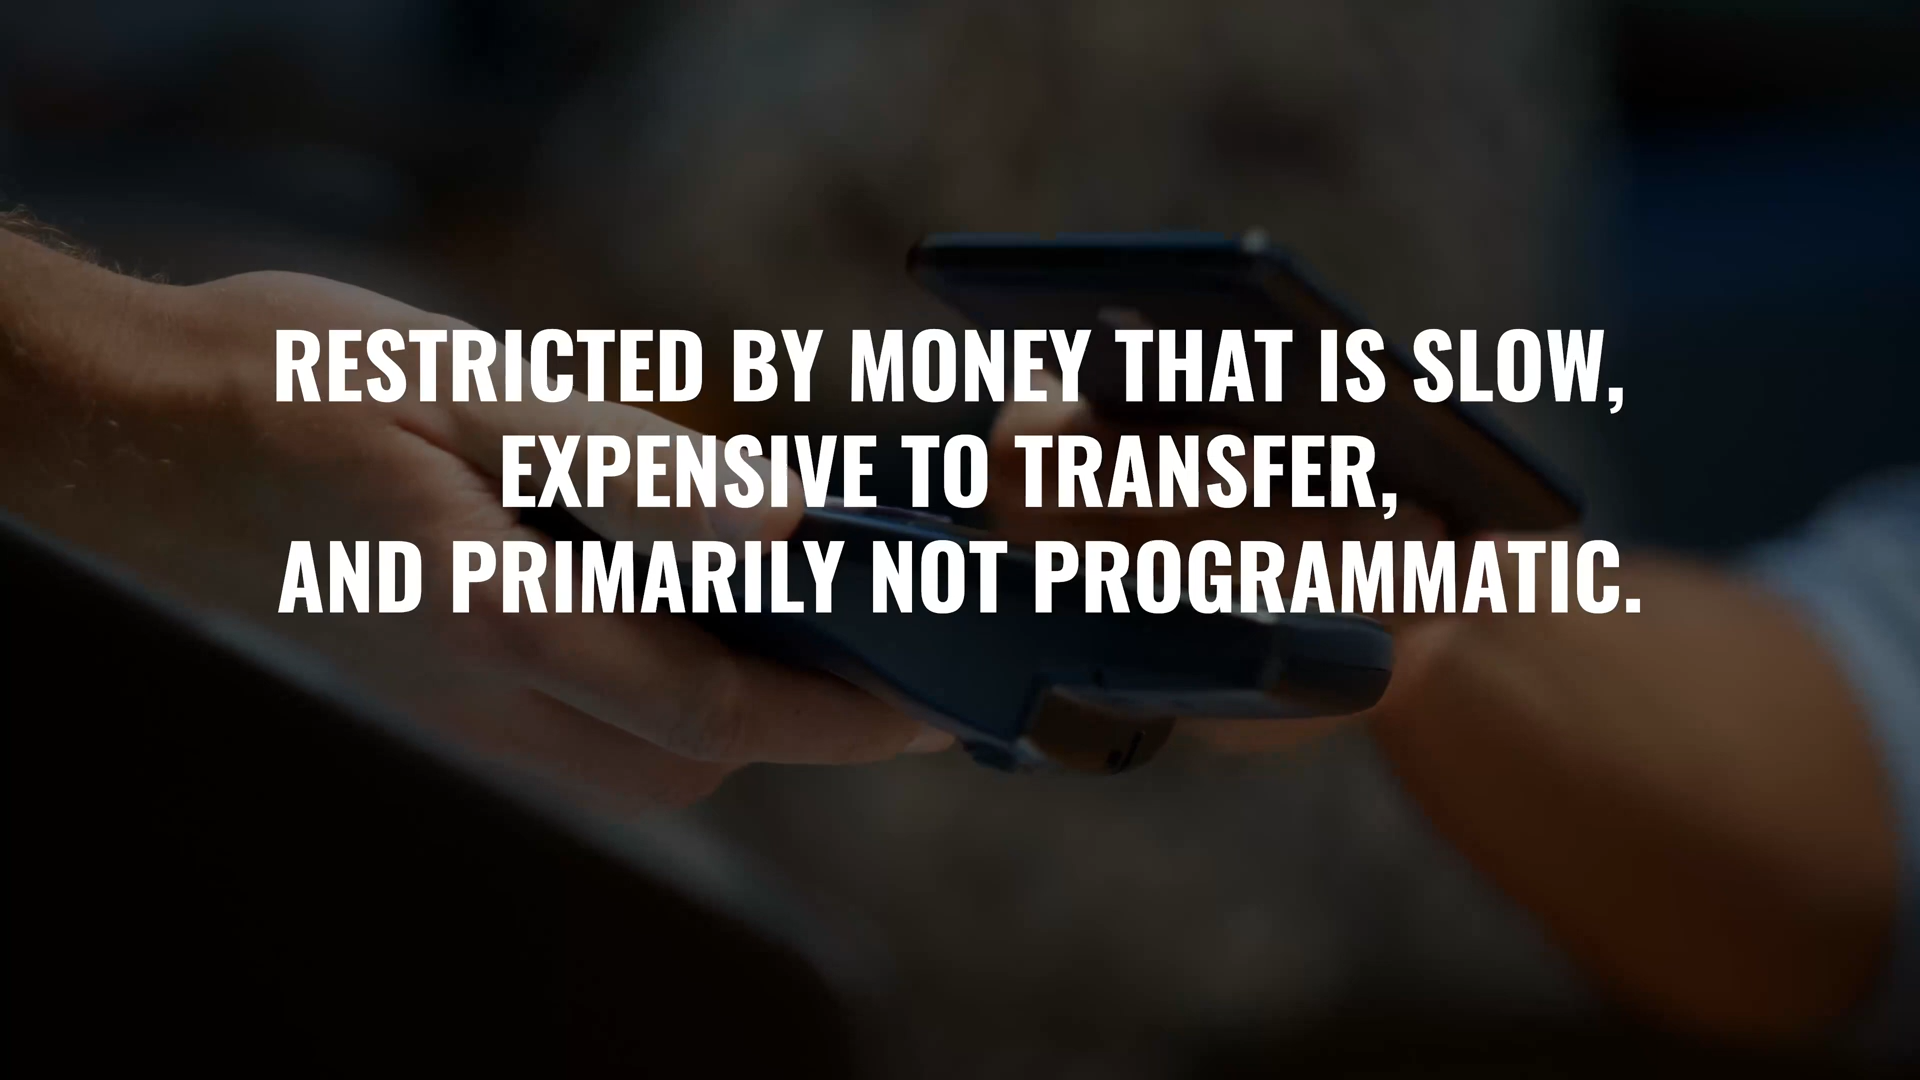 RESTRICTED BY MONEY THAT IS SLOW,
EXPENSIVE TO TRANSFER,
AND PRIMARILY NOT PROGRAMMATIC.